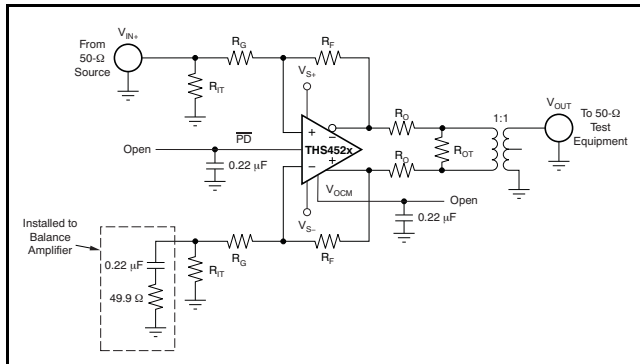 V_IN+
From
50-Ω
Source
R_G
R_F
R_IT
V_S+
PD
Open
0.22 μF
+
−
THS452x
−
+
V_OCM
V_S−
R_O
R_O
R_OT
1:1
V_OUT
To 50-Ω
Test
Equipment
Open
0.22 μF
Installed to
Balance
Amplifier
0.22 μF
49.9 Ω
R_IT
R_G
R_F